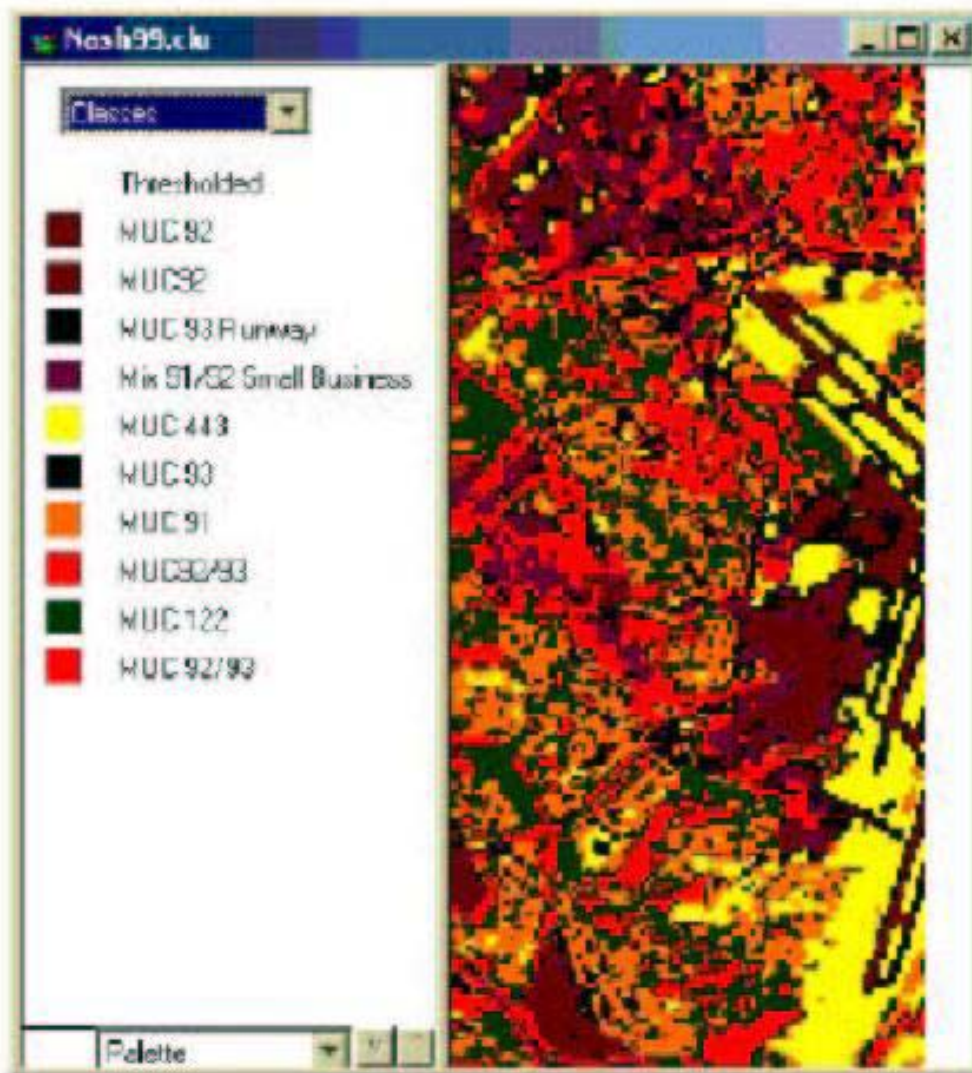 Nash99.clu
Classes
Thresholded
MUC 92
MUC92
MUC 93 Runway
Mix 91/92 Small Business
MUC 443
MUC 93
MUC 91
MUC92/93
MUC 122
MUC 92/93
Palette